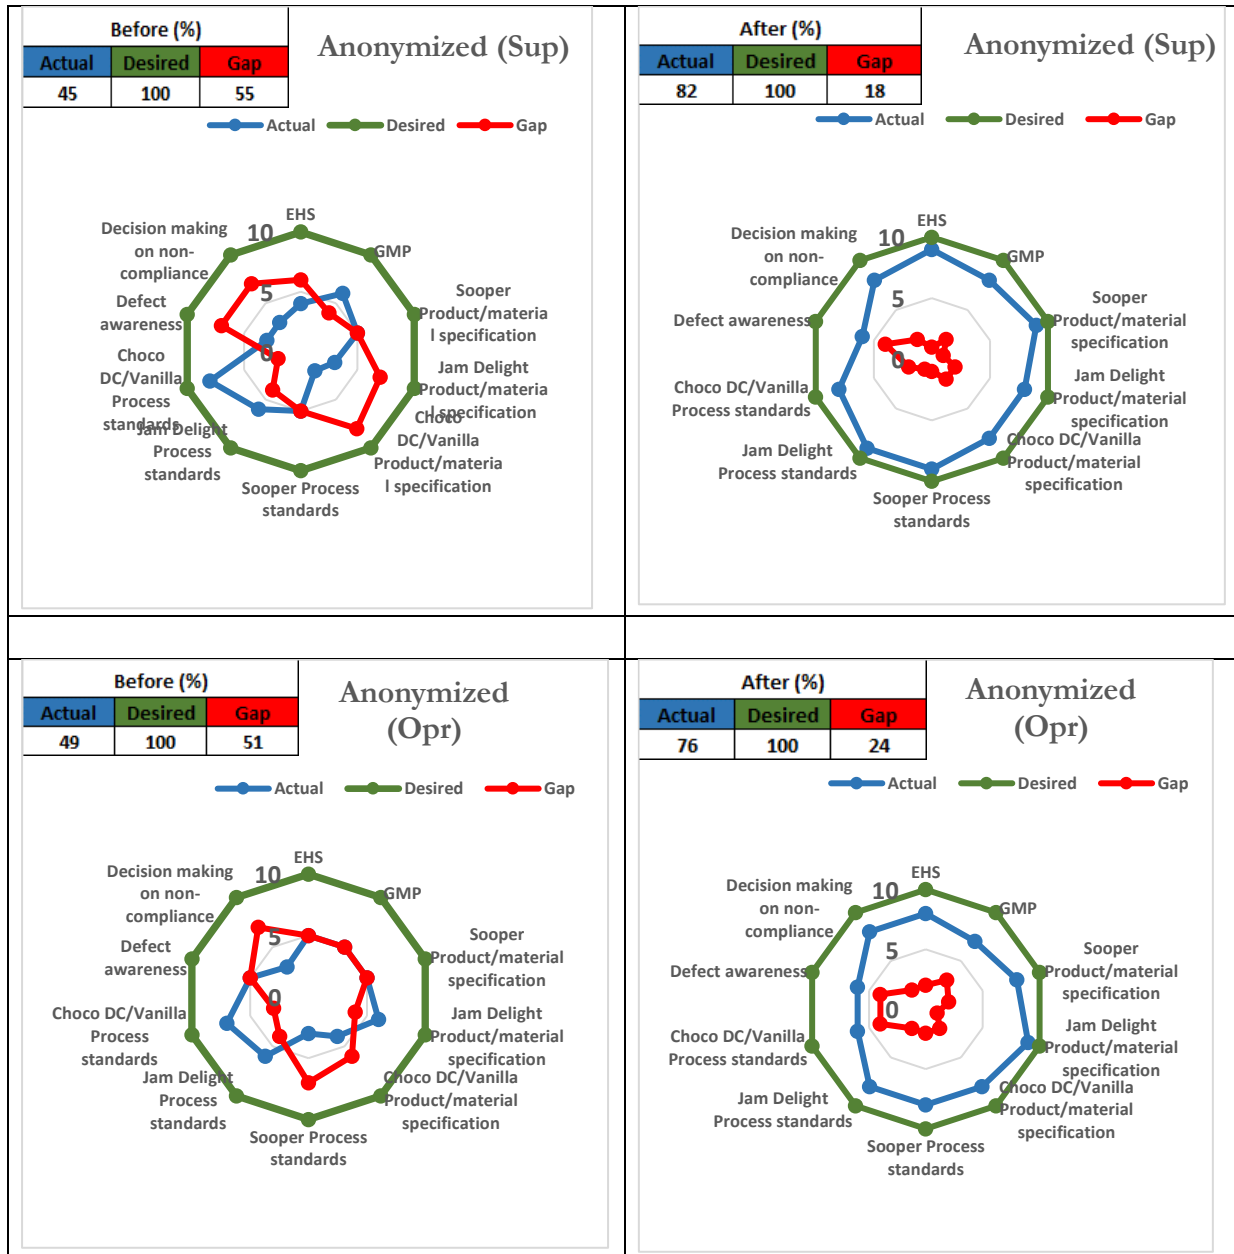 Before (%)
Actual Desired Gap
45 100 55
Anonymized (Sup)
Actual Desired Gap
EHS
GMP
Sooper
Product/materia
l specification
Jam Delight
Product/materia
l specification
Choco
DC/Vanilla
Product/materia
l specification
Sooper Process
standards
Jam Delight
Process
standards
Choco
DC/Vanilla
Process
standards
Defect
awareness
Decision making
on non-
compliance
10
5
0
After (%)
Actual Desired Gap
82 100 18
Anonymized (Sup)
Actual Desired Gap
EHS
GMP
Sooper
Product/material
specification
Jam Delight
Product/material
specification
Choco DC/Vanilla
Product/material
specification
Sooper Process
standards
Jam Delight
Process standards
Choco DC/Vanilla
Process standards
Defect awareness
Decision making
on non-
compliance
10
5
0
Before (%)
Actual Desired Gap
49 100 51
Anonymized
(Opr)
Actual Desired Gap
EHS
GMP
Sooper
Product/material
specification
Jam Delight
Product/material
specification
Choco DC/Vanilla
Product/material
specification
Sooper Process
standards
Jam Delight
Process
standards
Choco DC/Vanilla
Process
standards
Defect
awareness
Decision making
on non-
compliance
10
5
0
After (%)
Actual Desired Gap
76 100 24
Anonymized
(Opr)
Actual Desired Gap
EHS
GMP
Sooper
Product/material
specification
Jam Delight
Product/material
specification
Choco DC/Vanilla
Product/material
specification
Sooper Process
standards
Jam Delight
Process standards
Choco DC/Vanilla
Process standards
Defect awareness
Decision making
on non-
compliance
10
5
0